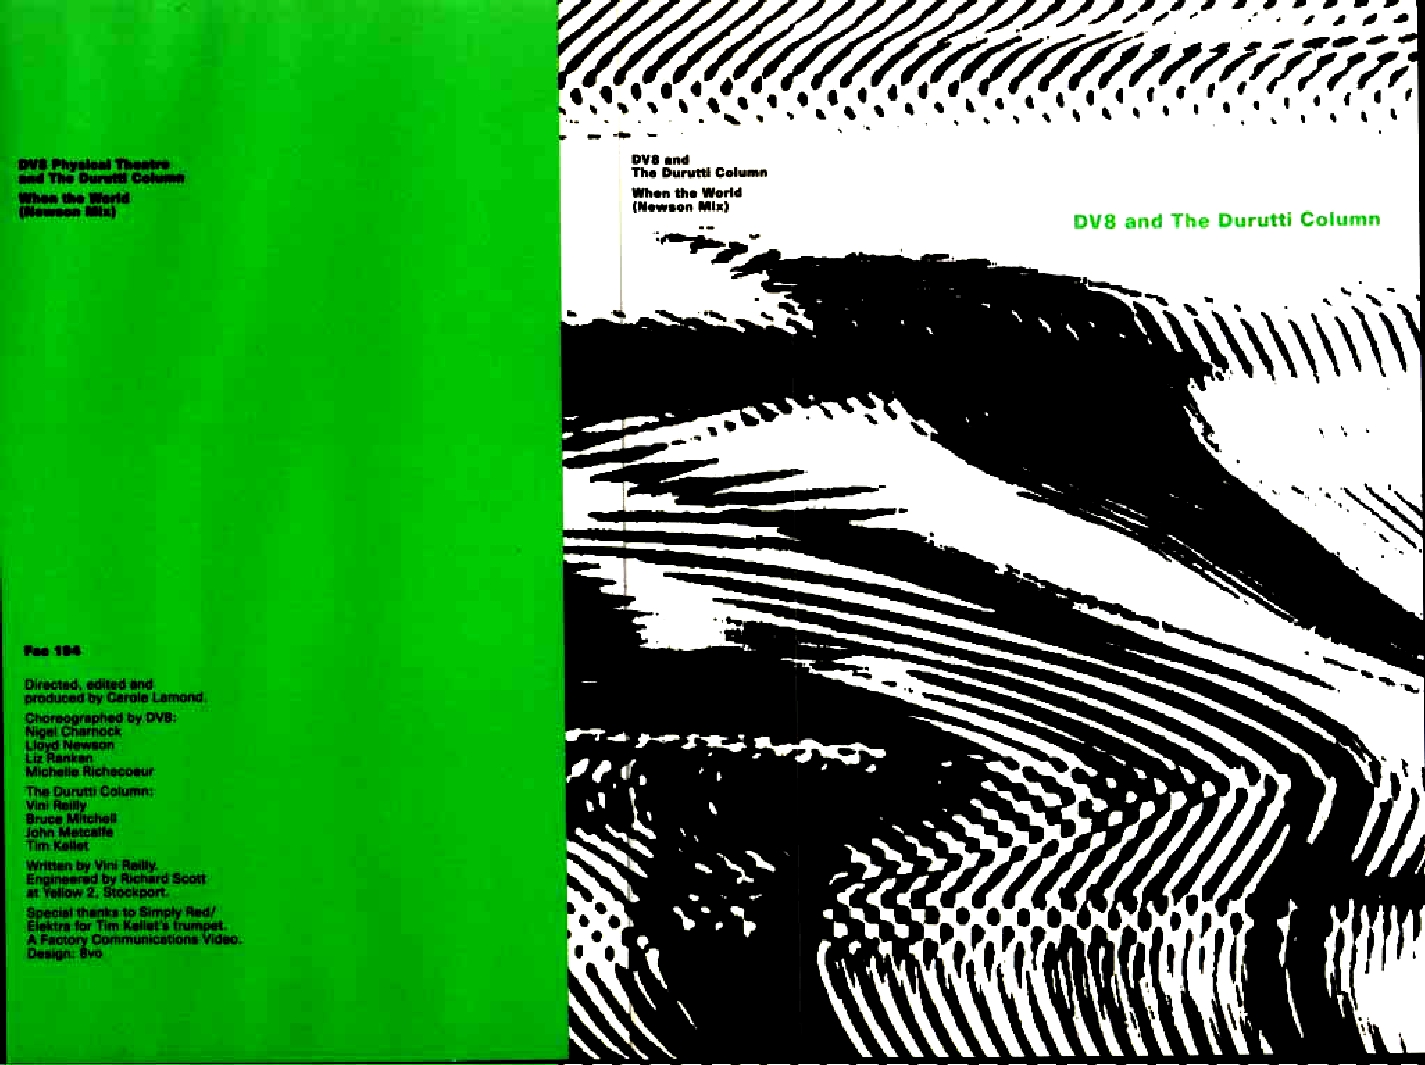 DV8 Physical Theatre
and The Durutti Column
When the World
(Newson Mix)
Fac 194
Directed, edited and
produced by Carole Lamond.
Choreographed by DV8:
Nigel Charnock
Lloyd Newson
Liz Ranken
Michelle Richecoeur
The Durutti Column:
Vini Reilly
Bruce Mitchell
John Metcalfe
Tim Kellet
Written by Vini Reilly.
Engineered by Richard Scott
at Yellow 2, Stockport.
Special thanks to Simply Red/
Elektra for Tim Kellet's trumpet.
A Factory Communications Video.
Design: 8vo
DV8 and
The Durutti Column
When the World
(Newson Mix)
DV8 and The Durutti Column